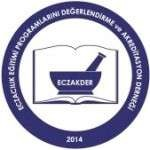 ECZACILIK EĞİTİMİ PROGRAMLARINI DEĞERLENDİRME ve AKREDİTASYON DERNEĞİ
ECZAKDER
2014